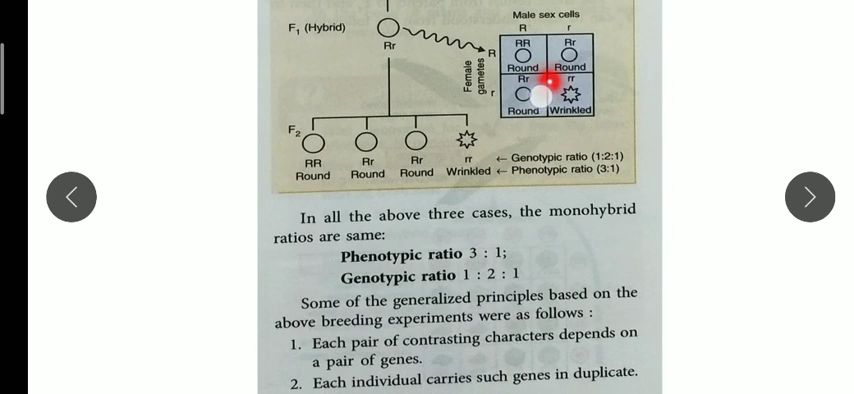 Male sex cells
F1 (Hybrid)
R r
Rr
R
RR Rr
Round Round
Female gametes
Rr rr
r
Round Wrinkled
F2
RR Rr Rr rr ← Genotypic ratio (1:2:1)
Round Round Round Wrinkled ← Phenotypic ratio (3:1)
In all the above three cases, the monohybrid
ratios are same:
Phenotypic ratio 3 : 1;
Genotypic ratio 1 : 2 : 1
Some of the generalized principles based on the
above breeding experiments were as follows :
1. Each pair of contrasting characters depends on
a pair of genes.
2. Each individual carries such genes in duplicate.